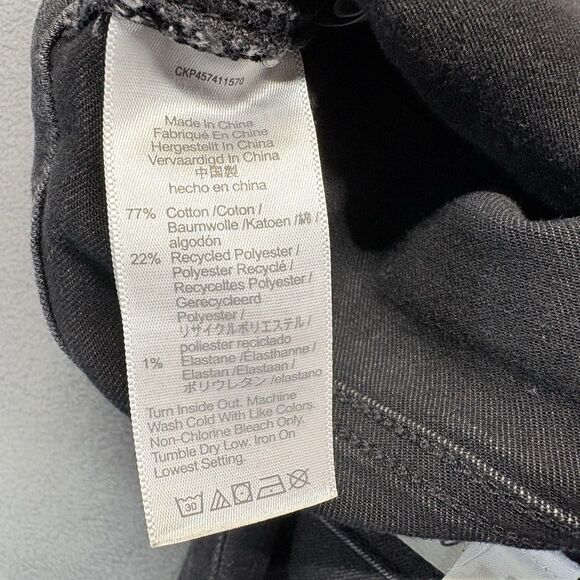 CKP457411570
Made In China
Fabriqué En Chine
Hergestellt In China
Vervaardigd In China
中国製
hecho en china
77% Cotton /Coton /
Baumwolle /Katoen /綿 /
algodón
22% Recycled Polyester /
Polyester Recyclé /
Recyceltes Polyester /
Gerecycleerd
Polyester /
リサイクルポリエステル /
poliester reciclado
1% Elastane /Élasthanne /
Elastan /Elastaan /
ポリウレタン /elastano
Turn Inside Out. Machine
Wash Cold With Like Colors.
Non-Chlorine Bleach Only.
Tumble Dry Low. Iron On
Lowest Setting.
30